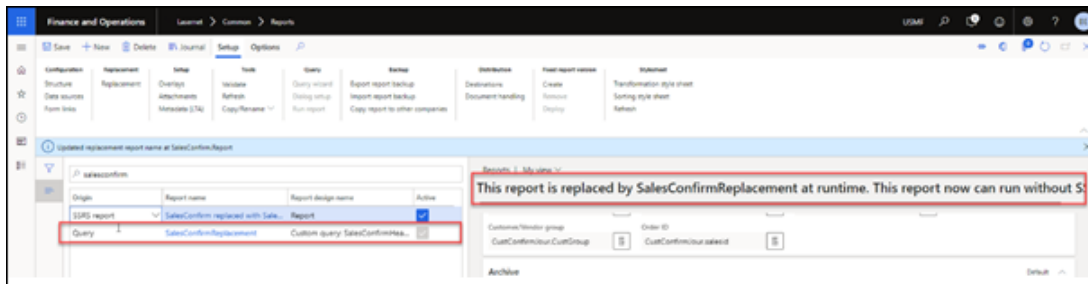 Finance and Operations
Lasernet > Common > Reports
USMF
Save
New
Delete
Journal
Setup
Options
Configuration
Replacement
Setup
Tools
Query
Backup
Distribution
Fixed report version
Stylesheet
Structure
Replacement
Overlays
Validate
Query wizard
Export report backup
Destinations
Create
Transformation style sheet
Data sources
Attachments
Refresh
Dialog setup
Import report backup
Document handling
Remove
Sorting style sheet
Form links
Metadata (LTA)
Copy/Rename
Run report
Copy report to other companies
Deploy
Refresh
Updated replacement report name at SalesConfirm.Report
salesconfirm
Reports | My view
This report is replaced by SalesConfirmReplacement at runtime. This report now can run without S
Origin
Report name
Report design name
Active
SSRS report
SalesConfirm replaced with Sale...
Report
Query
SalesConfirmReplacement
Custom query: SalesConfirmHea...
Customer/Vendor group
Order ID
CustConfirmJour.CustGroup
CustConfirmJour.salesid
Archive
Default